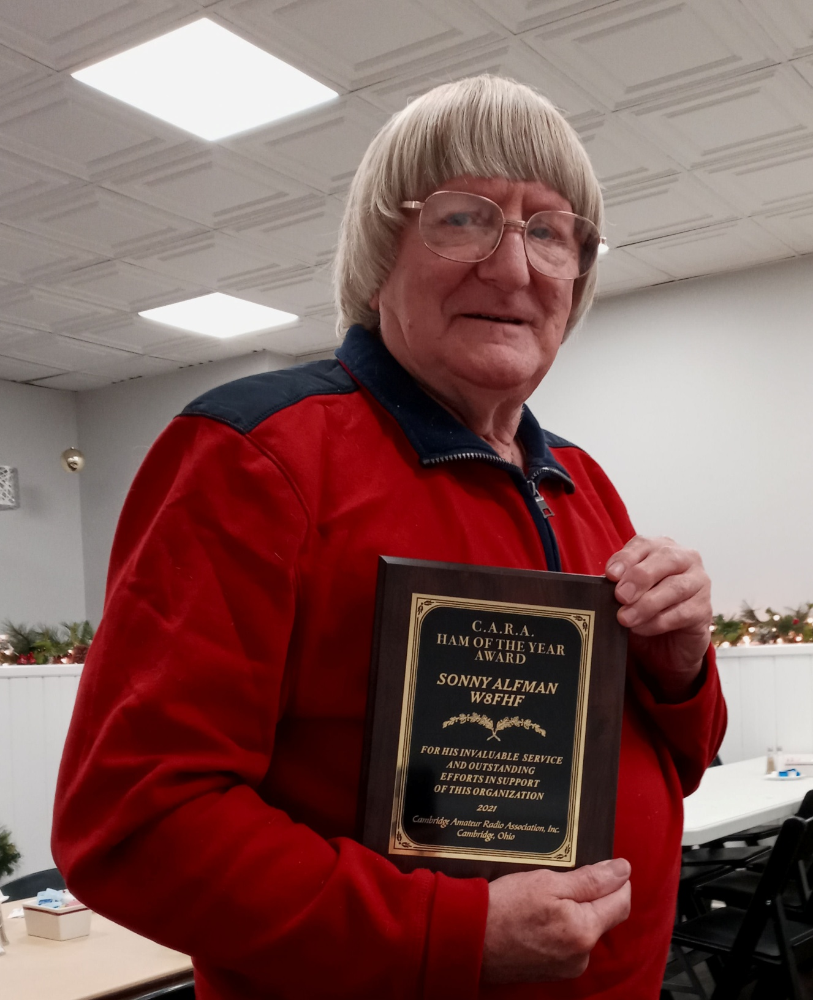 C.A.R.A.
HAM OF THE YEAR
AWARD
SONNY ALFMAN
W8FHF
FOR HIS INVALUABLE SERVICE
AND OUTSTANDING
EFFORTS IN SUPPORT
OF THIS ORGANIZATION
2021
Cambridge Amateur Radio Association, Inc.
Cambridge, Ohio